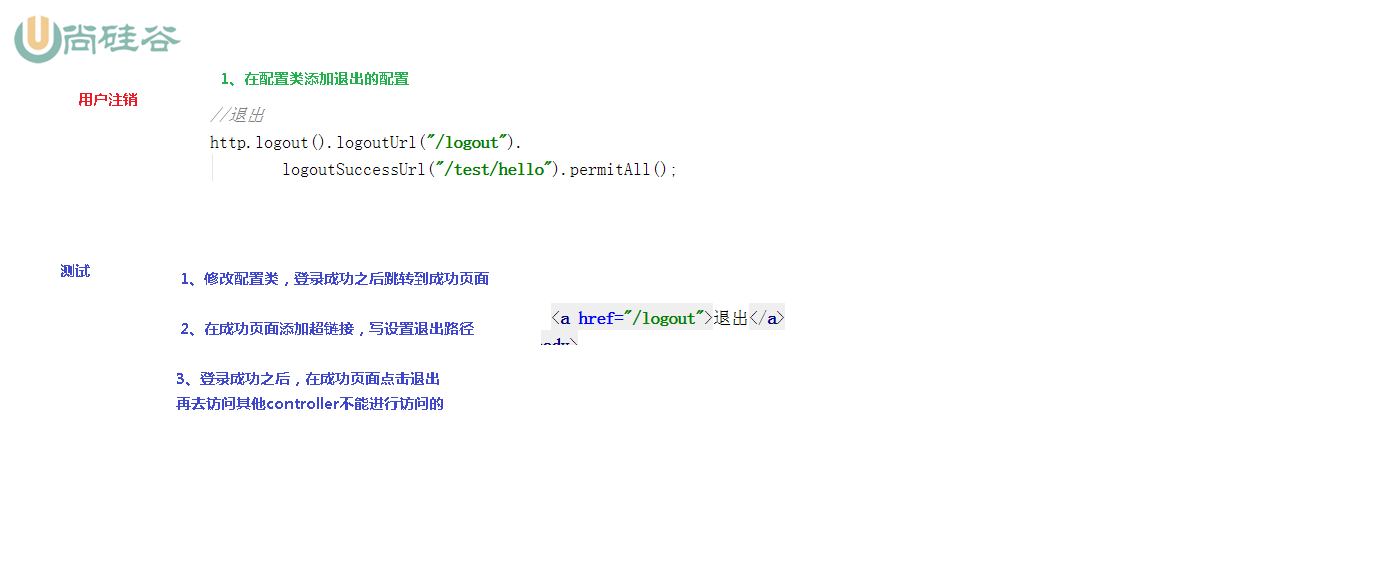 尚硅谷
1、在配置类添加退出的配置
用户注销
//退出
http.logout().logoutUrl("/logout").
logoutSuccessUrl("/test/hello").permitAll();
测试
1、修改配置类，登录成功之后跳转到成功页面
2、在成功页面添加超链接，写设置退出路径
<a href="/logout">退出</a>
3、登录成功之后，在成功页面点击退出
再去访问其他controller不能进行访问的